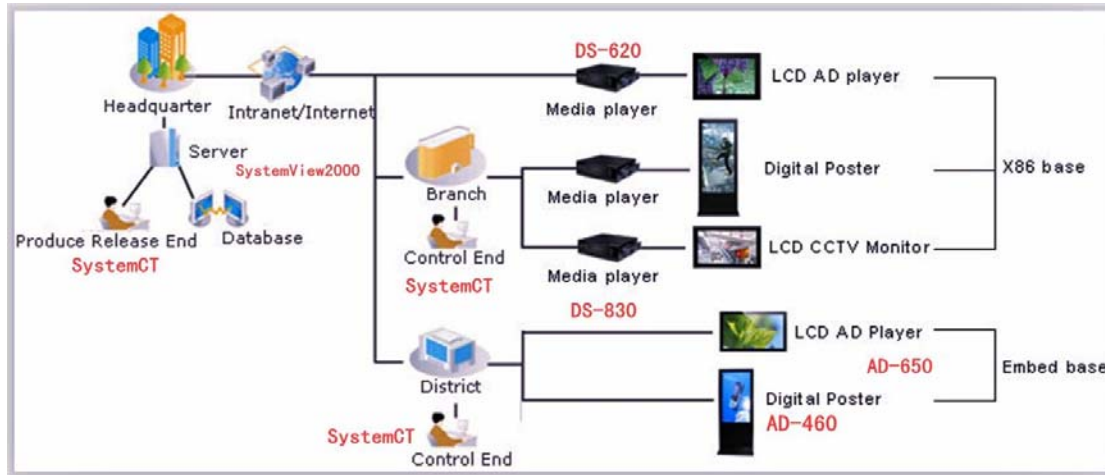 DS-620
LCD AD player
Headquarter
Intranet/Internet
Media player
Server
SystemView2000
Digital Poster
X86 base
Branch
Media player
Produce Release End
Database
SystemCT
Control End
LCD CCTV Monitor
SystemCT
Media player
DS-830
LCD AD Player
AD-650
Embed base
District
Digital Poster
AD-460
SystemCT
Control End